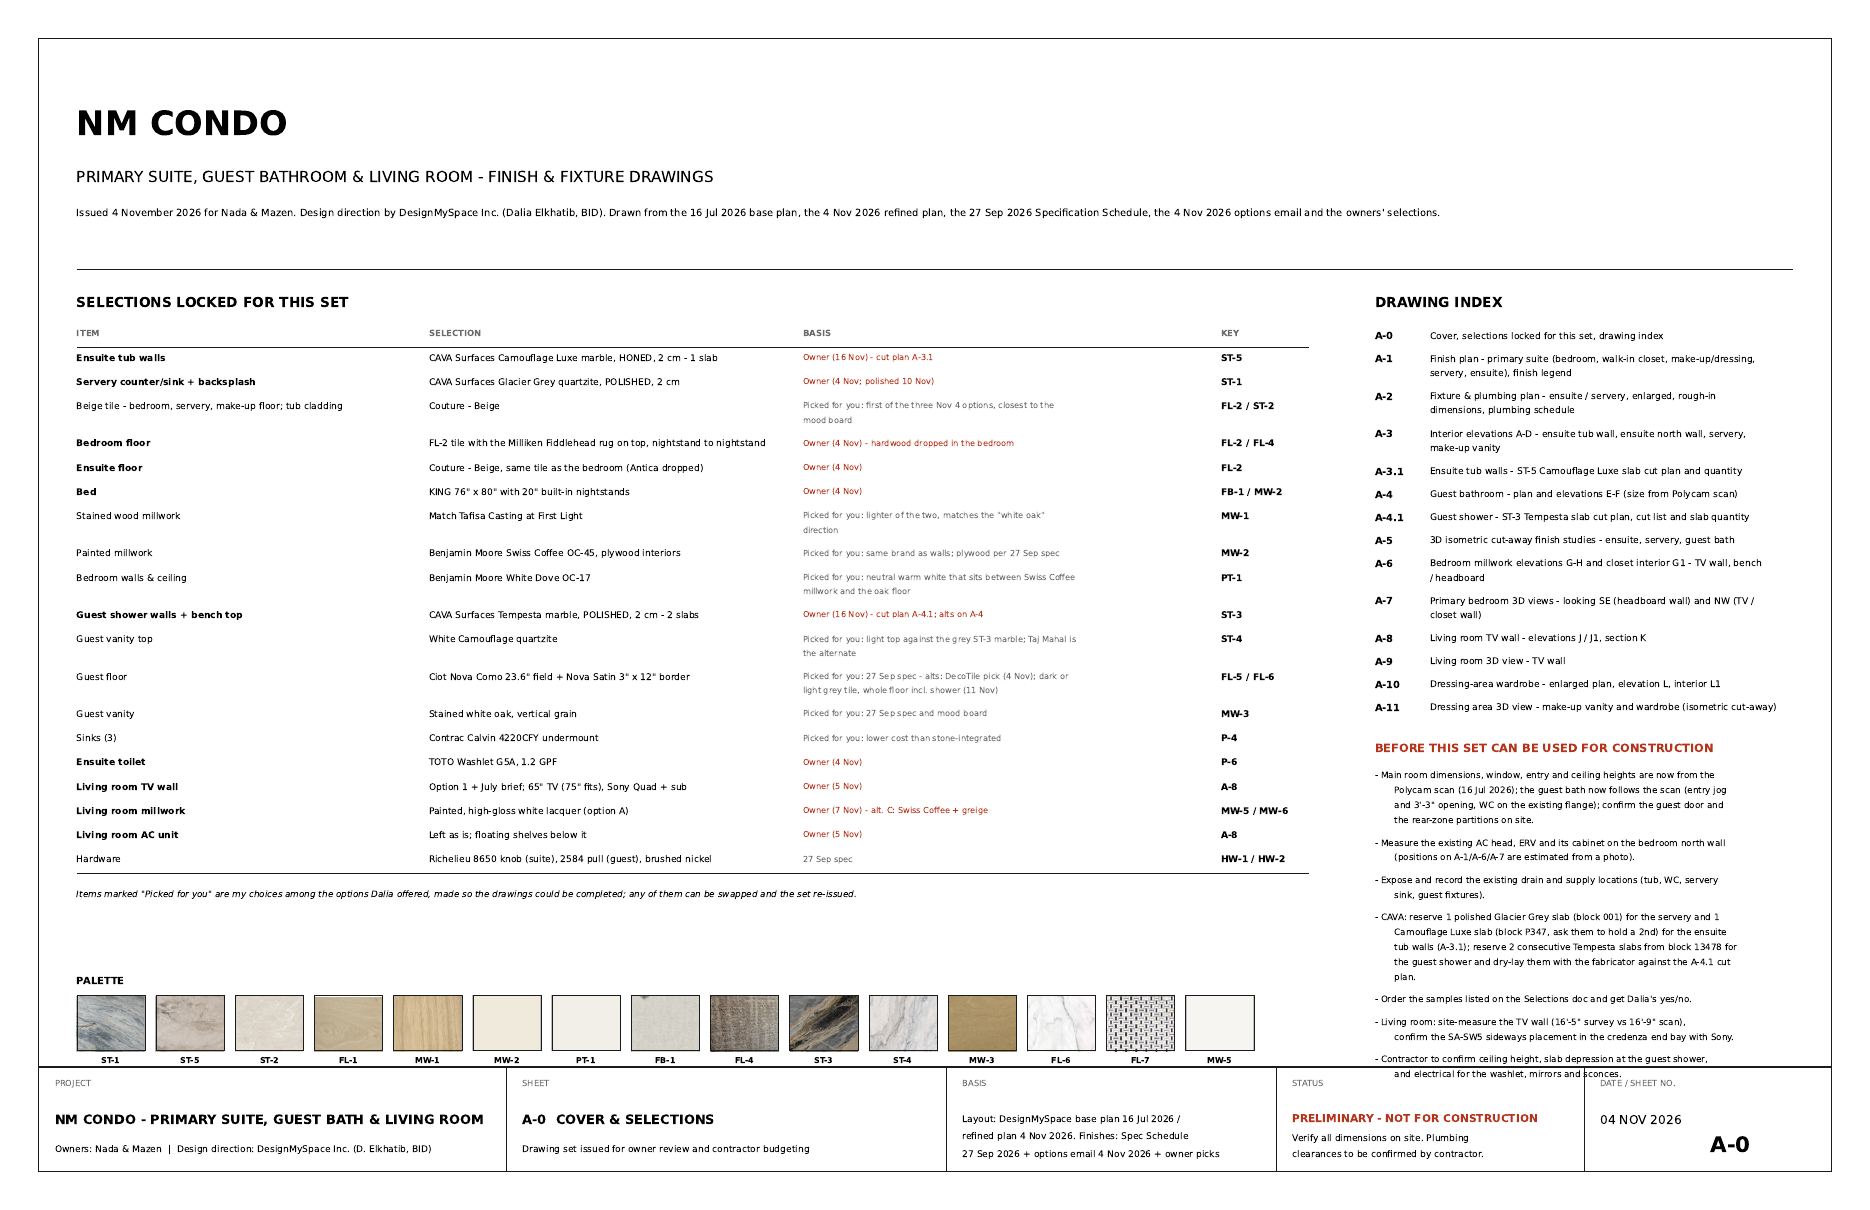 NM CONDO
PRIMARY SUITE, GUEST BATHROOM & LIVING ROOM - FINISH & FIXTURE DRAWINGS
Issued 4 November 2026 for Nada & Mazen. Design direction by DesignMySpace Inc. (Dalia Elkhatib, BID). Drawn from the 16 Jul 2026 base plan, the 4 Nov 2026 refined plan, the 27 Sep 2026 Specification Schedule, the 4 Nov 2026 options email and the owners' selections.
SELECTIONS LOCKED FOR THIS SET
ITEM SELECTION BASIS KEY
Ensuite tub walls CAVA Surfaces Camouflage Luxe marble, HONED, 2 cm - 1 slab Owner (16 Nov) - cut plan A-3.1 ST-5
Servery counter/sink + backsplash CAVA Surfaces Glacier Grey quartzite, POLISHED, 2 cm Owner (4 Nov; polished 10 Nov) ST-1
Beige tile - bedroom, servery, make-up floor; tub cladding Couture - Beige Picked for you: first of the three Nov 4 options, closest to the FL-2 / ST-2
mood board
Bedroom floor FL-2 tile with the Milliken Fiddlehead rug on top, nightstand to nightstand Owner (4 Nov) - hardwood dropped in the bedroom FL-2 / FL-4
Ensuite floor Couture - Beige, same tile as the bedroom (Antica dropped) Owner (4 Nov) FL-2
Bed KING 76" x 80" with 20" built-in nightstands Owner (4 Nov) FB-1 / MW-2
Stained wood millwork Match Tafisa Casting at First Light Picked for you: lighter of the two, matches the "white oak" MW-1
direction
Painted millwork Benjamin Moore Swiss Coffee OC-45, plywood interiors Picked for you: same brand as walls; plywood per 27 Sep spec MW-2
Bedroom walls & ceiling Benjamin Moore White Dove OC-17 Picked for you: neutral warm white that sits between Swiss Coffee PT-1
millwork and the oak floor
Guest shower walls + bench top CAVA Surfaces Tempesta marble, POLISHED, 2 cm - 2 slabs Owner (16 Nov) - cut plan A-4.1; alts on A-4 ST-3
Guest vanity top White Camouflage quartzite Picked for you: light top against the grey ST-3 marble; Taj Mahal is ST-4
the alternate
Guest floor Ciot Nova Como 23.6" field + Nova Satin 3" x 12" border Picked for you: 27 Sep spec - alts: DecoTile pick (4 Nov); dark or FL-5 / FL-6
light grey tile, whole floor incl. shower (11 Nov)
Guest vanity Stained white oak, vertical grain Picked for you: 27 Sep spec and mood board MW-3
Sinks (3) Contrac Calvin 4220CFY undermount Picked for you: lower cost than stone-integrated P-4
Ensuite toilet TOTO Washlet G5A, 1.2 GPF Owner (4 Nov) P-6
Living room TV wall Option 1 + July brief; 65" TV (75" fits), Sony Quad + sub Owner (5 Nov) A-8
Living room millwork Painted, high-gloss white lacquer (option A) Owner (7 Nov) - alt. C: Swiss Coffee + greige MW-5 / MW-6
Living room AC unit Left as is; floating shelves below it Owner (5 Nov) A-8
Hardware Richelieu 8650 knob (suite), 2584 pull (guest), brushed nickel 27 Sep spec HW-1 / HW-2
Items marked "Picked for you" are my choices among the options Dalia offered, made so the drawings could be completed; any of them can be swapped and the set re-issued.
PALETTE
ST-1 ST-5 ST-2 FL-1 MW-1 MW-2 PT-1 FB-1 FL-4 ST-3 ST-4 MW-3 FL-6 FL-7 MW-5
DRAWING INDEX
A-0 Cover, selections locked for this set, drawing index
A-1 Finish plan - primary suite (bedroom, walk-in closet, make-up/dressing,
servery, ensuite), finish legend
A-2 Fixture & plumbing plan - ensuite / servery, enlarged, rough-in
dimensions, plumbing schedule
A-3 Interior elevations A-D - ensuite tub wall, ensuite north wall, servery,
make-up vanity
A-3.1 Ensuite tub walls - ST-5 Camouflage Luxe slab cut plan and quantity
A-4 Guest bathroom - plan and elevations E-F (size from Polycam scan)
A-4.1 Guest shower - ST-3 Tempesta slab cut plan, cut list and slab quantity
A-5 3D isometric cut-away finish studies - ensuite, servery, guest bath
A-6 Bedroom millwork elevations G-H and closet interior G1 - TV wall, bench
/ headboard
A-7 Primary bedroom 3D views - looking SE (headboard wall) and NW (TV /
closet wall)
A-8 Living room TV wall - elevations J / J1, section K
A-9 Living room 3D view - TV wall
A-10 Dressing-area wardrobe - enlarged plan, elevation L, interior L1
A-11 Dressing area 3D view - make-up vanity and wardrobe (isometric cut-away)
BEFORE THIS SET CAN BE USED FOR CONSTRUCTION
- Main room dimensions, window, entry and ceiling heights are now from the
Polycam scan (16 Jul 2026); the guest bath now follows the scan (entry jog
and 3'-3" opening, WC on the existing flange); confirm the guest door and
the rear-zone partitions on site.
- Measure the existing AC head, ERV and its cabinet on the bedroom north wall
(positions on A-1/A-6/A-7 are estimated from a photo).
- Expose and record the existing drain and supply locations (tub, WC, servery
sink, guest fixtures).
- CAVA: reserve 1 polished Glacier Grey slab (block 001) for the servery and 1
Camouflage Luxe slab (block P347, ask them to hold a 2nd) for the ensuite
tub walls (A-3.1); reserve 2 consecutive Tempesta slabs from block 13478 for
the guest shower and dry-lay them with the fabricator against the A-4.1 cut
plan.
- Order the samples listed on the Selections doc and get Dalia's yes/no.
- Living room: site-measure the TV wall (16'-5" survey vs 16'-9" scan),
confirm the SA-SW5 sideways placement in the credenza end bay with Sony.
- Contractor to confirm ceiling height, slab depression at the guest shower,
and electrical for the washlet, mirrors and sconces.
PROJECT
NM CONDO - PRIMARY SUITE, GUEST BATH & LIVING ROOM
Owners: Nada & Mazen | Design direction: DesignMySpace Inc. (D. Elkhatib, BID)
SHEET
A-0 COVER & SELECTIONS
Drawing set issued for owner review and contractor budgeting
BASIS
Layout: DesignMySpace base plan 16 Jul 2026 /
refined plan 4 Nov 2026. Finishes: Spec Schedule
27 Sep 2026 + options email 4 Nov 2026 + owner picks
STATUS
PRELIMINARY - NOT FOR CONSTRUCTION
Verify all dimensions on site. Plumbing
clearances to be confirmed by contractor.
DATE / SHEET NO.
04 NOV 2026
A-0